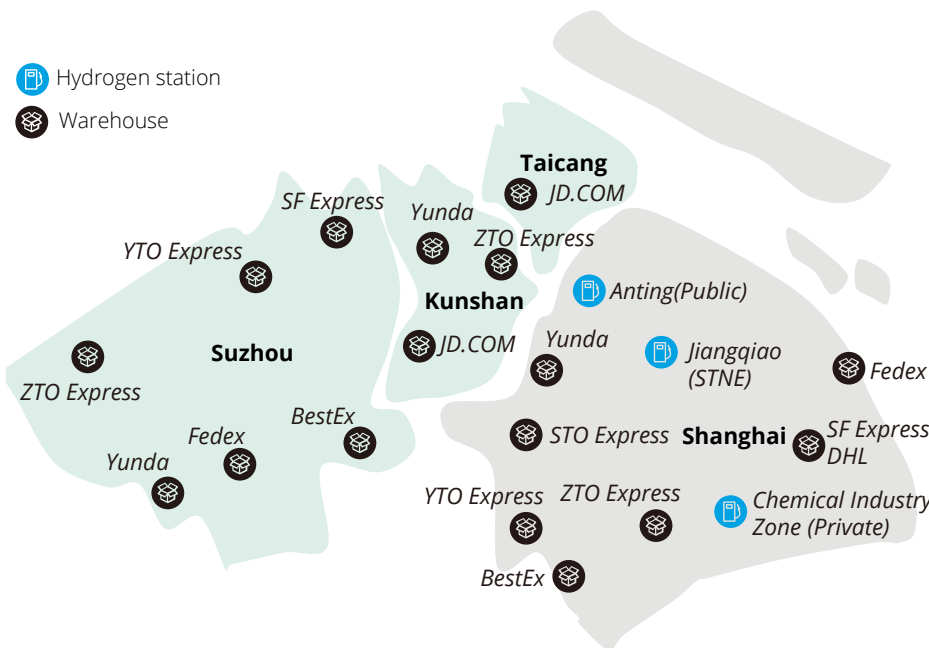 Hydrogen station
Warehouse
Taicang
JD.COM
SF Express
Yunda
ZTO Express
YTO Express
Anting(Public)
Kunshan
Yunda
Suzhou
JD.COM
Jiangqiao
(STNE)
Fedex
ZTO Express
BestEx
Fedex
Yunda
STO Express
Shanghai
SF Express
DHL
YTO Express
ZTO Express
Chemical Industry
Zone (Private)
BestEx